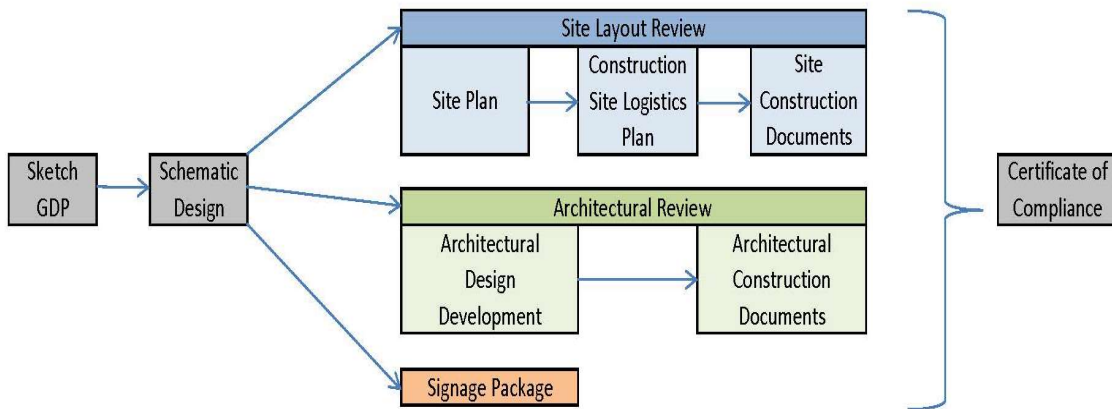 Site Layout Review
Site Plan
Construction
Site Logistics
Plan
Site
Construction
Documents
Sketch
GDP
Schematic
Design
Architectural Review
Architectural
Design
Development
Architectural
Construction
Documents
Signage Package
Certificate of
Compliance